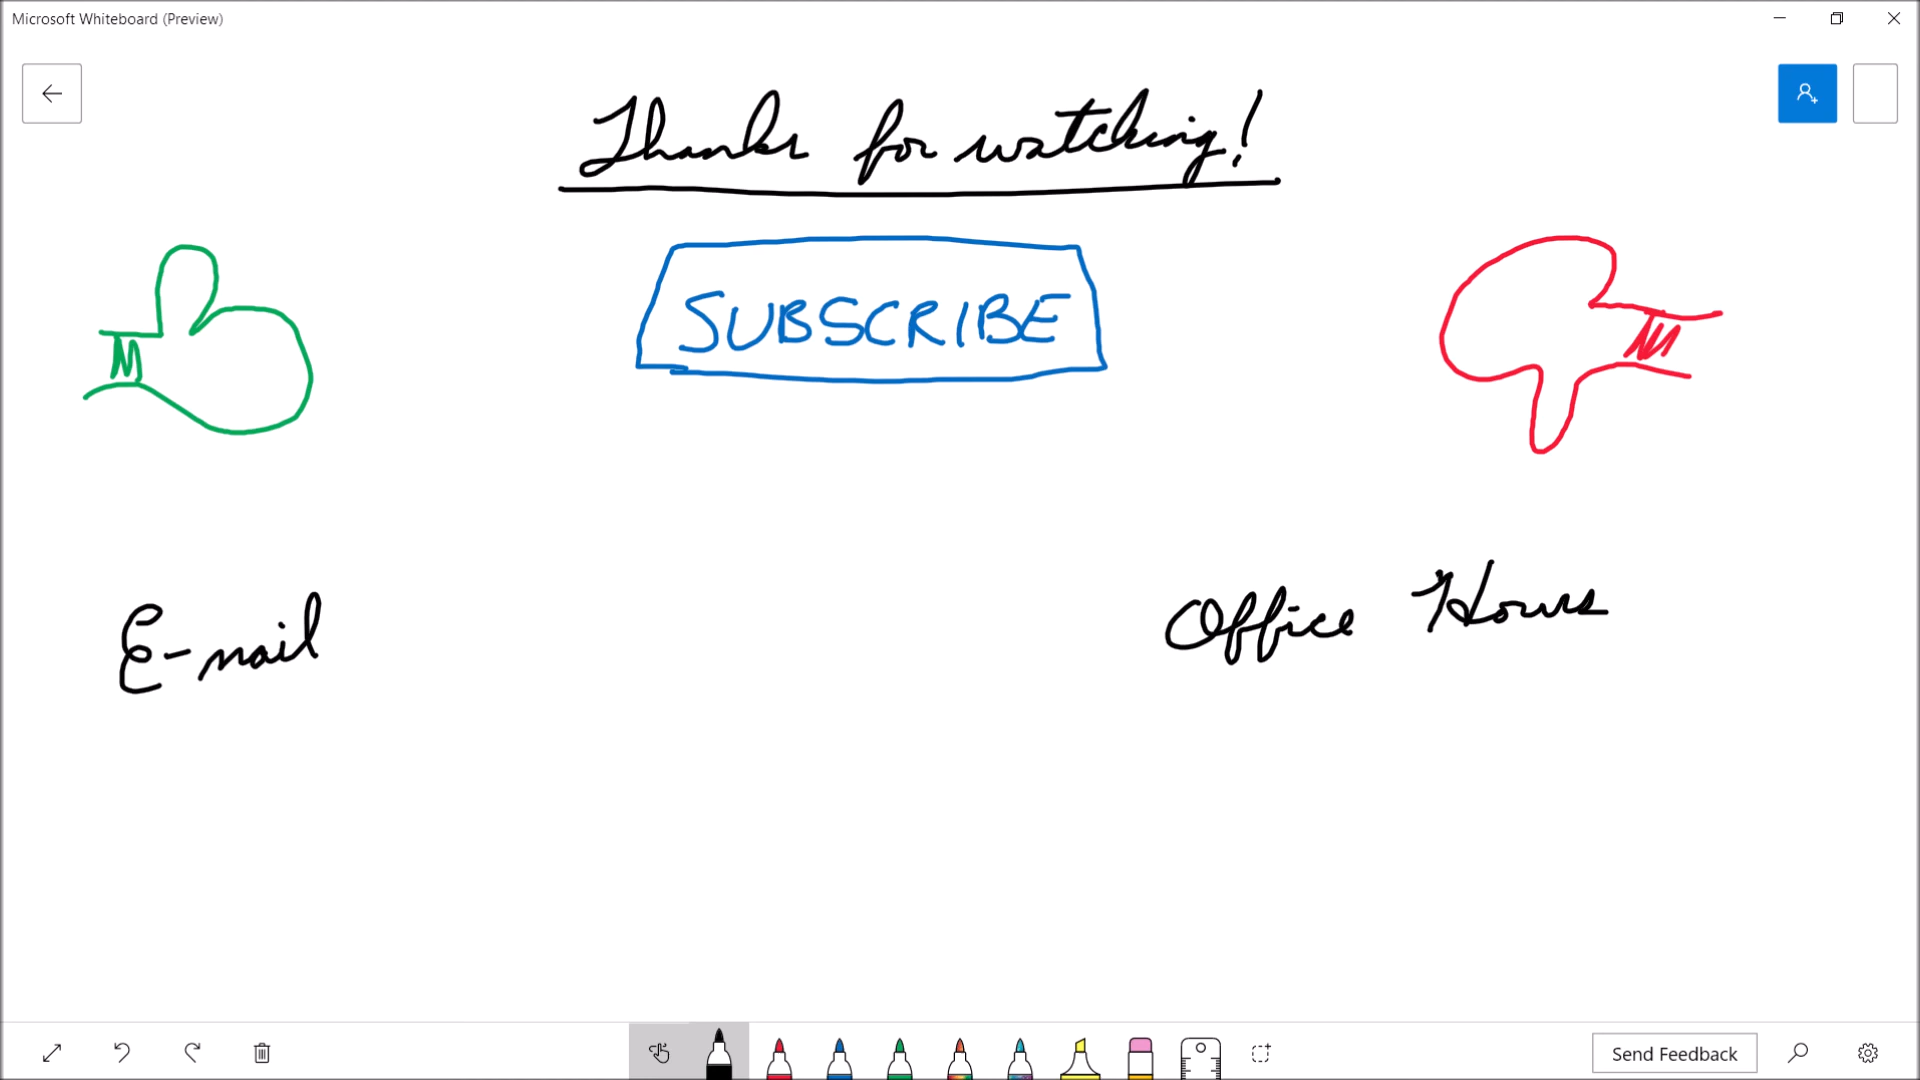 Microsoft Whiteboard (Preview)
Thanks for watching!
SUBSCRIBE
E-mail
Office Hours
Send Feedback